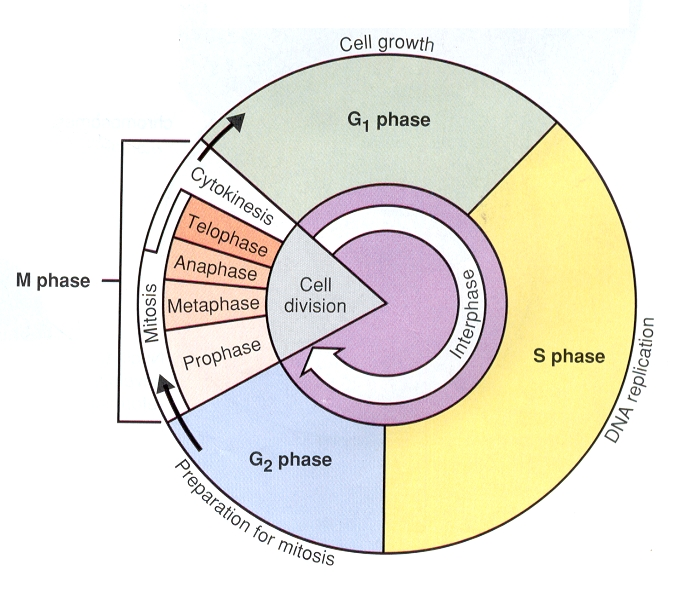 Cell growth
G₁ phase
Cytokinesis
Telophase
Anaphase
Metaphase
Prophase
Mitosis
M phase
Cell
division
Interphase
S phase
DNA replication
G₂ phase
Preparation for mitosis